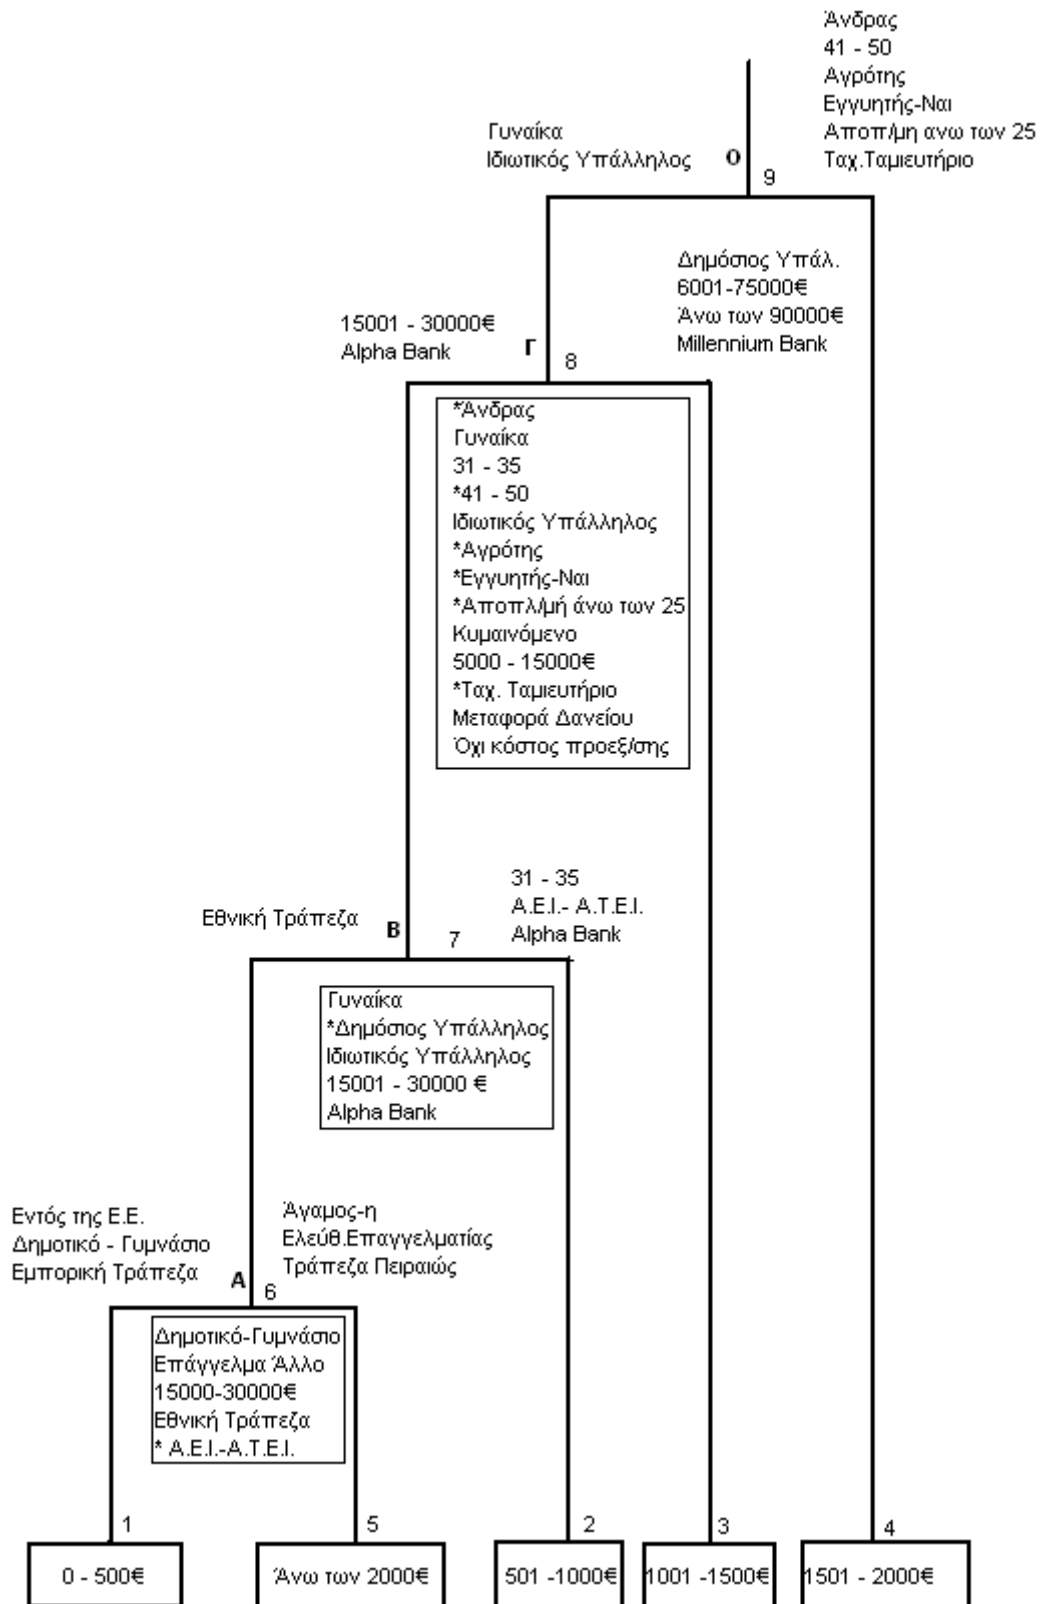 Άνδρας
41 - 50
Αγρότης
Εγγυητής-Ναι
Αποπ/μη ανω των 25
Ταχ.Ταμιευτήριο
Γυναίκα
Ιδιωτικός Υπάλληλος
Ο
9
Δημόσιος Υπάλ.
6001-75000€
Άνω των 90000€
Millennium Bank
15001 - 30000€
Alpha Bank
Γ
8
*Άνδρας
Γυναίκα
31 - 35
*41 - 50
Ιδιωτικός Υπάλληλος
*Αγρότης
*Εγγυητής-Ναι
*Αποπλ/μή άνω των 25
Κυμαινόμενο
5000 - 15000€
*Ταχ. Ταμιευτήριο
Μεταφορά Δανείου
Όχι κόστος προεξ/σης
31 - 35
Α.Ε.Ι.- Α.Τ.Ε.Ι.
Alpha Bank
Εθνική Τράπεζα
Β
7
Γυναίκα
*Δημόσιος Υπάλληλος
Ιδιωτικός Υπάλληλος
15001 - 30000 €
Alpha Bank
Εντός της Ε.Ε.
Δημοτικό - Γυμνάσιο
Εμπορική Τράπεζα
Άγαμος-η
Ελεύθ.Επαγγελματίας
Τράπεζα Πειραιώς
Α
6
Δημοτικό-Γυμνάσιο
Επάγγελμα Άλλο
15000-30000€
Εθνική Τράπεζα
* Α.Ε.Ι.-Α.Τ.Ε.Ι.
1
5
2
3
4
0 - 500€
Άνω των 2000€
501 -1000€
1001 -1500€
1501 - 2000€